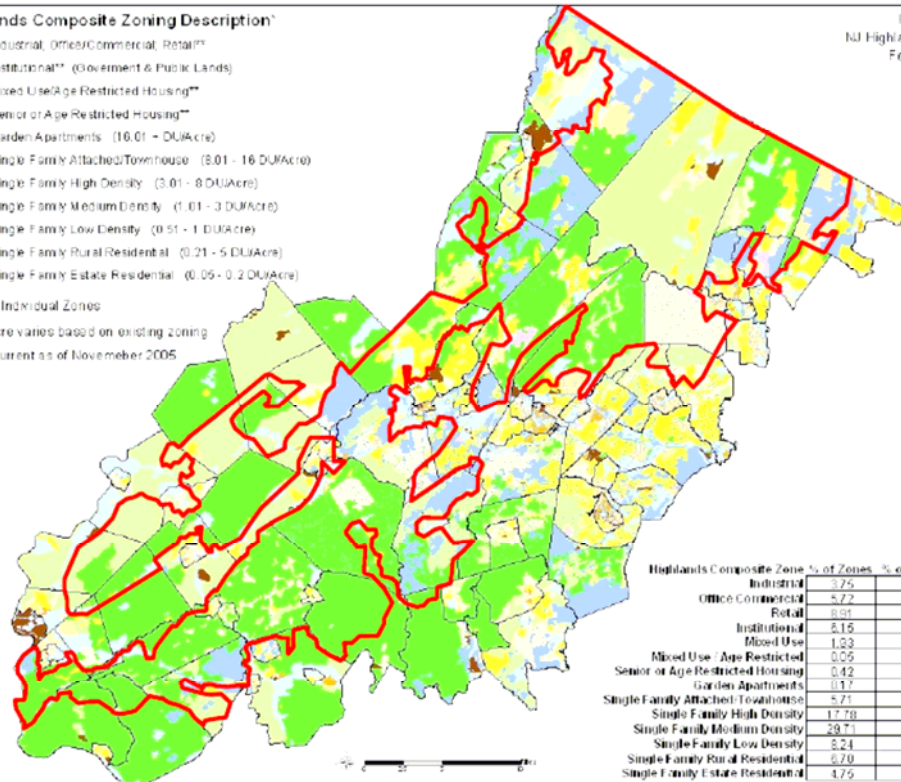 nds Composite Zoning Description*
dustrial, Office/Commercial, Retail**
stitutional** (Goverment & Public Lands)
ixed Use/Age Restricted Housing**
enior or Age Restricted Housing**
arden Apartments (16.01 + DU/Acre)
ingle Family Attached/Townhouse (8.01 - 16 DU/Acre)
ingle Family High Density (3.01 - 8 DU/Acre)
ingle Family Medium Density (1.01 - 3 DU/Acre)
ingle Family Low Density (0.51 - 1 DU/Acre)
ingle Family Rural Residential (0.21 - 5 DU/Acre)
ingle Family Estate Residential (0.05 - 0.2 DU/Acre)
Individual Zones
cre varies based on existing zoning
urrent as of Novemeber 2005
NJ Highla
Fo
Highlands Composite Zone % of Zones % o
Industrial 3.75
Office Commercial 5.72
Retail 8.91
Institutional 6.15
Mixed Use 1.93
Mixed Use / Age Restricted 0.05
Senior or Age Restricted Housing 0.42
Garden Apartments 0.17
Single Family Attached/Townhouse 5.71
Single Family High Density 17.78
Single Family Medium Density 29.71
Single Family Low Density 8.24
Single Family Rural Residential 6.70
Single Family Estate Residential 4.75